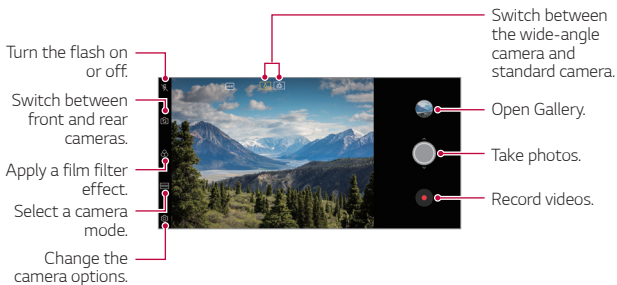 Turn the flash on
or off.
Switch between
front and rear
cameras.
Apply a film filter
effect.
Select a camera
mode.
Change the
camera options.
Switch between
the wide-angle
camera and
standard camera.
Open Gallery.
Take photos.
Record videos.